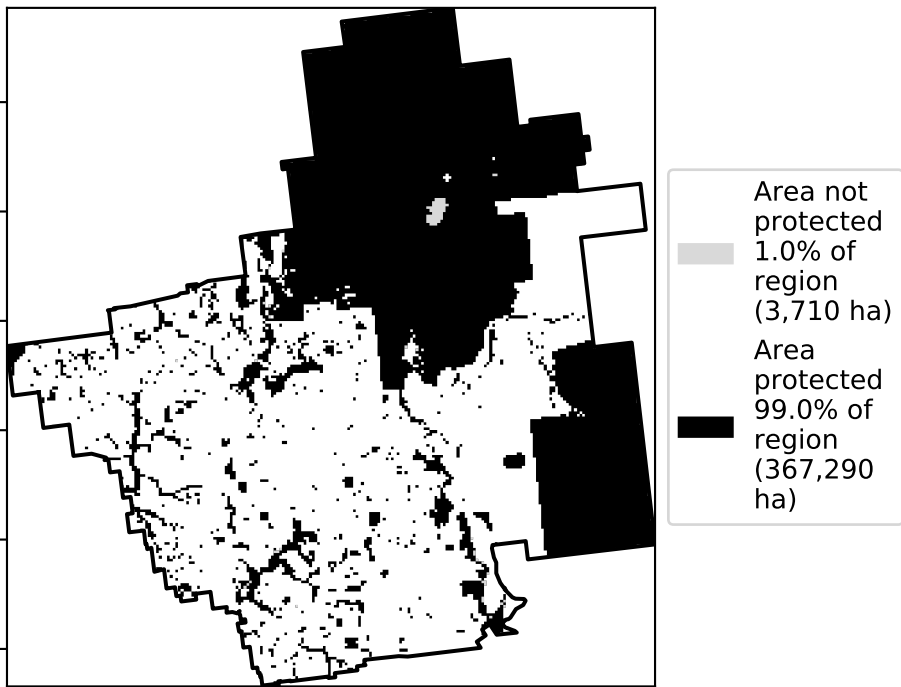 Area not
protected
1.0% of
region
(3,710 ha)
Area
protected
99.0% of
region
(367,290
ha)